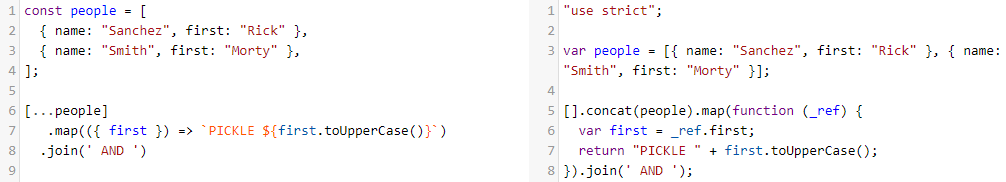 1 const people = [
2 { name: "Sanchez", first: "Rick" },
3 { name: "Smith", first: "Morty" },
4 ];
5
6 [...people]
7 .map(({ first }) => `PICKLE ${first.toUpperCase()}`)
8 .join(' AND ')
9
1 "use strict";
2
3 var people = [{ name: "Sanchez", first: "Rick" }, { name:
"Smith", first: "Morty" }];
4
5 [].concat(people).map(function (_ref) {
6 var first = _ref.first;
7 return "PICKLE " + first.toUpperCase();
8 }).join(' AND ');